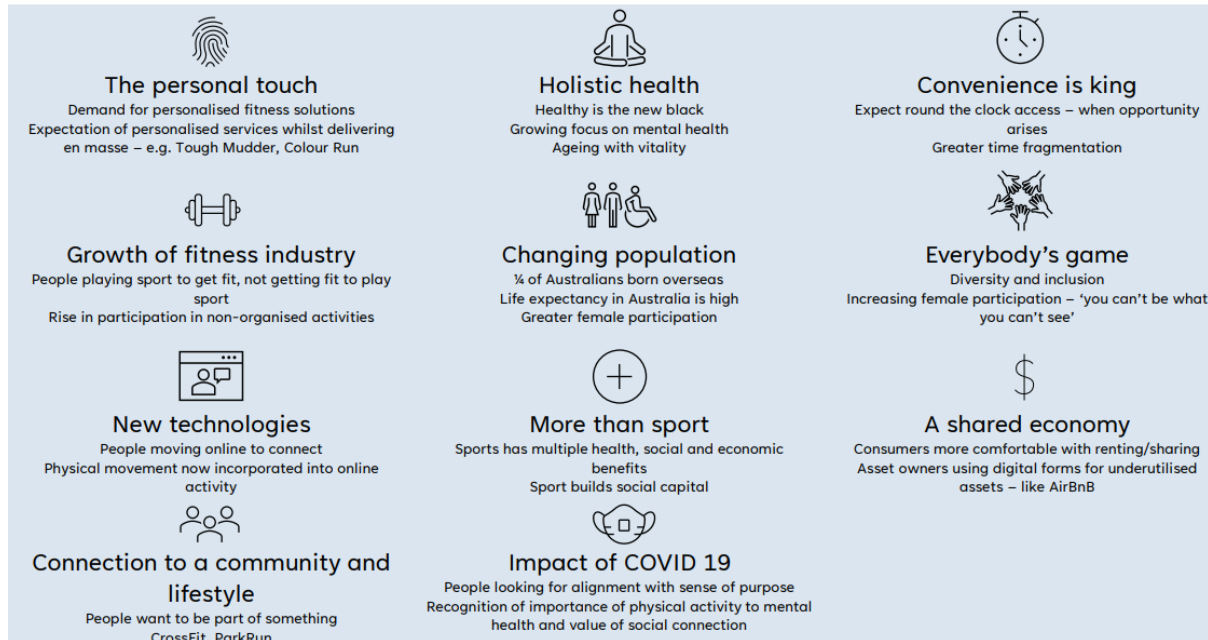 The personal touch
Demand for personalised fitness solutions
Expectation of personalised services whilst delivering
en masse – e.g. Tough Mudder, Colour Run
Holistic health
Healthy is the new black
Growing focus on mental health
Ageing with vitality
Convenience is king
Expect round the clock access – when opportunity
arises
Greater time fragmentation
Growth of fitness industry
People playing sport to get fit, not getting fit to play
sport
Rise in participation in non-organised activities
Changing population
¼ of Australians born overseas
Life expectancy in Australia is high
Greater female participation
Everybody's game
Diversity and inclusion
Increasing female participation – 'you can't be what
you can't see'
New technologies
People moving online to connect
Physical movement now incorporated into online
activity
More than sport
Sports has multiple health, social and economic
benefits
Sport builds social capital
$
A shared economy
Consumers more comfortable with renting/sharing
Asset owners using digital forms for underutilised
assets – like AirBnB
Connection to a community and
lifestyle
People want to be part of something
CrossFit, ParkRun
Impact of COVID 19
People looking for alignment with sense of purpose
Recognition of importance of physical activity to mental
health and value of social connection